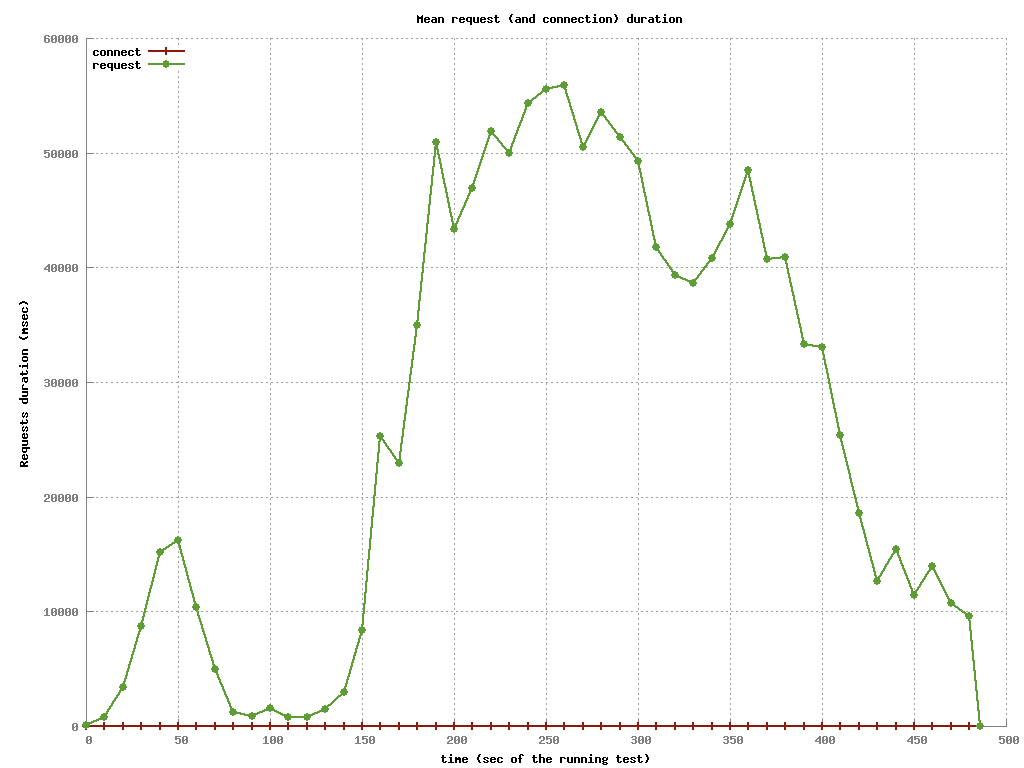 Mean request (and connection) duration
60000
connect
request
50000
40000
30000
20000
10000
0
Requests duration (msec)
0 50 100 150 200 250 300 350 400 450 500
time (sec of the running test)